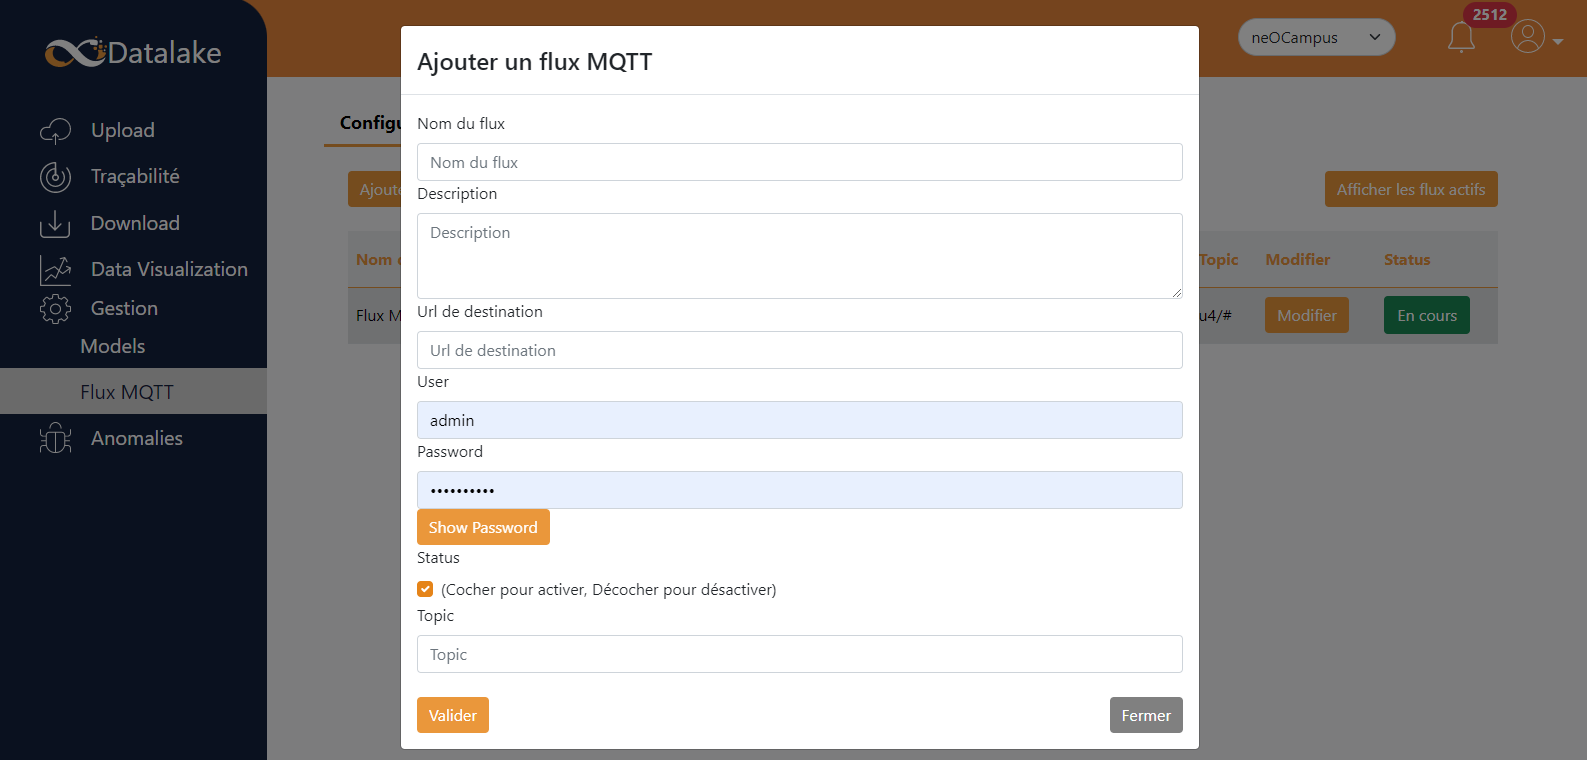 Datalake
Upload
Traçabilité
Download
Data Visualization
Gestion
Models
Flux MQTT
Anomalies
neOCampus
2512
Configu
Ajoute
Afficher les flux actifs
Nom
Topic
Modifier
Status
Flux M
u4/#
Modifier
En cours
Ajouter un flux MQTT
Nom du flux
Nom du flux
Description
Description
Url de destination
Url de destination
User
admin
Password
••••••••••
Show Password
Status
(Cocher pour activer, Décocher pour désactiver)
Topic
Topic
Valider
Fermer